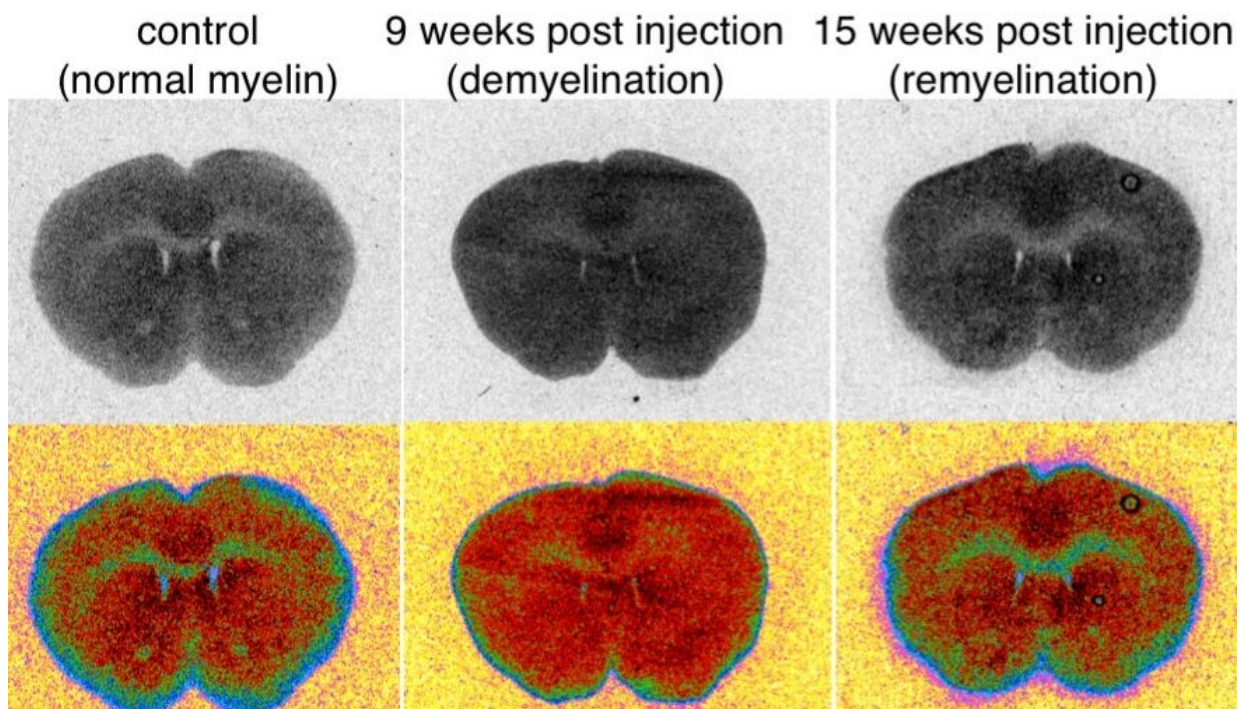 control 9 weeks post injection 15 weeks post injection
(normal myelin) (demyelination) (remyelination)